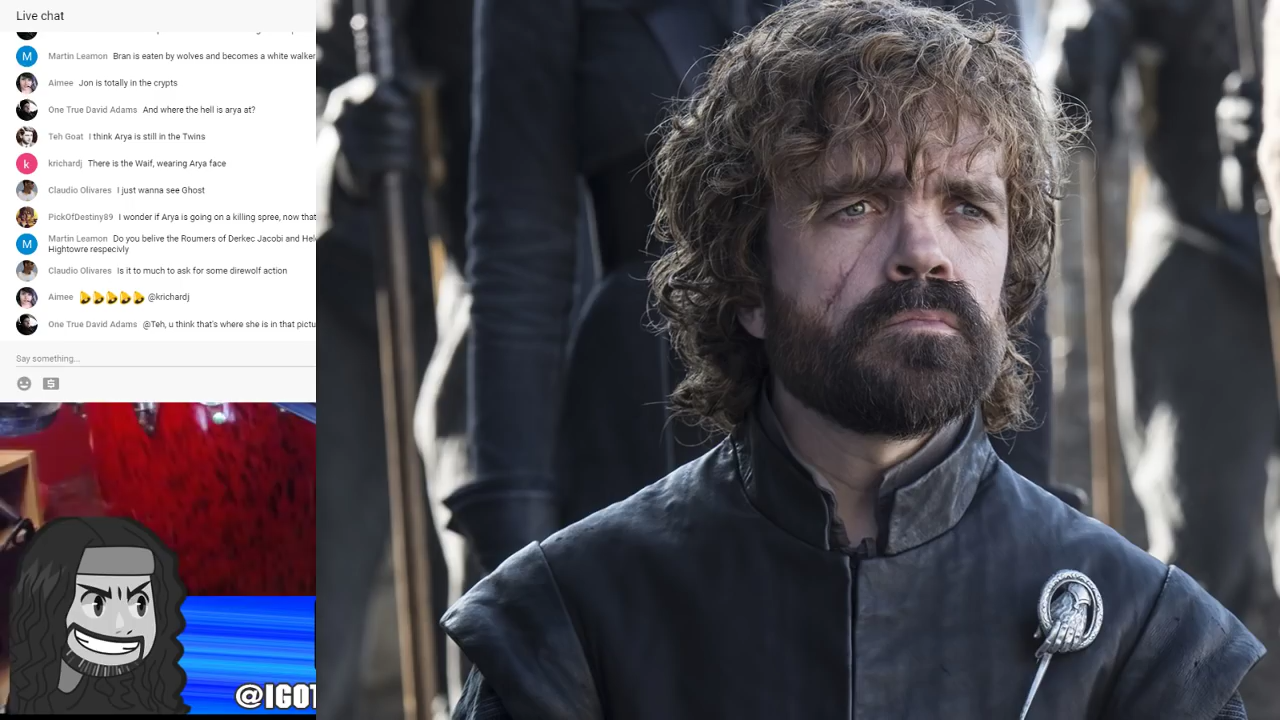 Live chat
M Martin Leamon Bran is eaten by wolves and becomes a white walker
Aimee Jon is totally in the crypts
One True David Adams And where the hell is arya at?
Teh Goat I think Arya is still in the Twins
k krichardj There is the Waif, wearing Arya face
Claudio Olivares I just wanna see Ghost
PickOfDestiny89 I wonder if Arya is going on a killing spree, now that
M Martin Leamon Do you belive the Roumers of Derkec Jacobi and Hel
Hightowre respecivly
Claudio Olivares Is it to much to ask for some direwolf action
Aimee @krichardj
One True David Adams @Teh, u think that's where she is in that pictu
Say something...
@IGOT